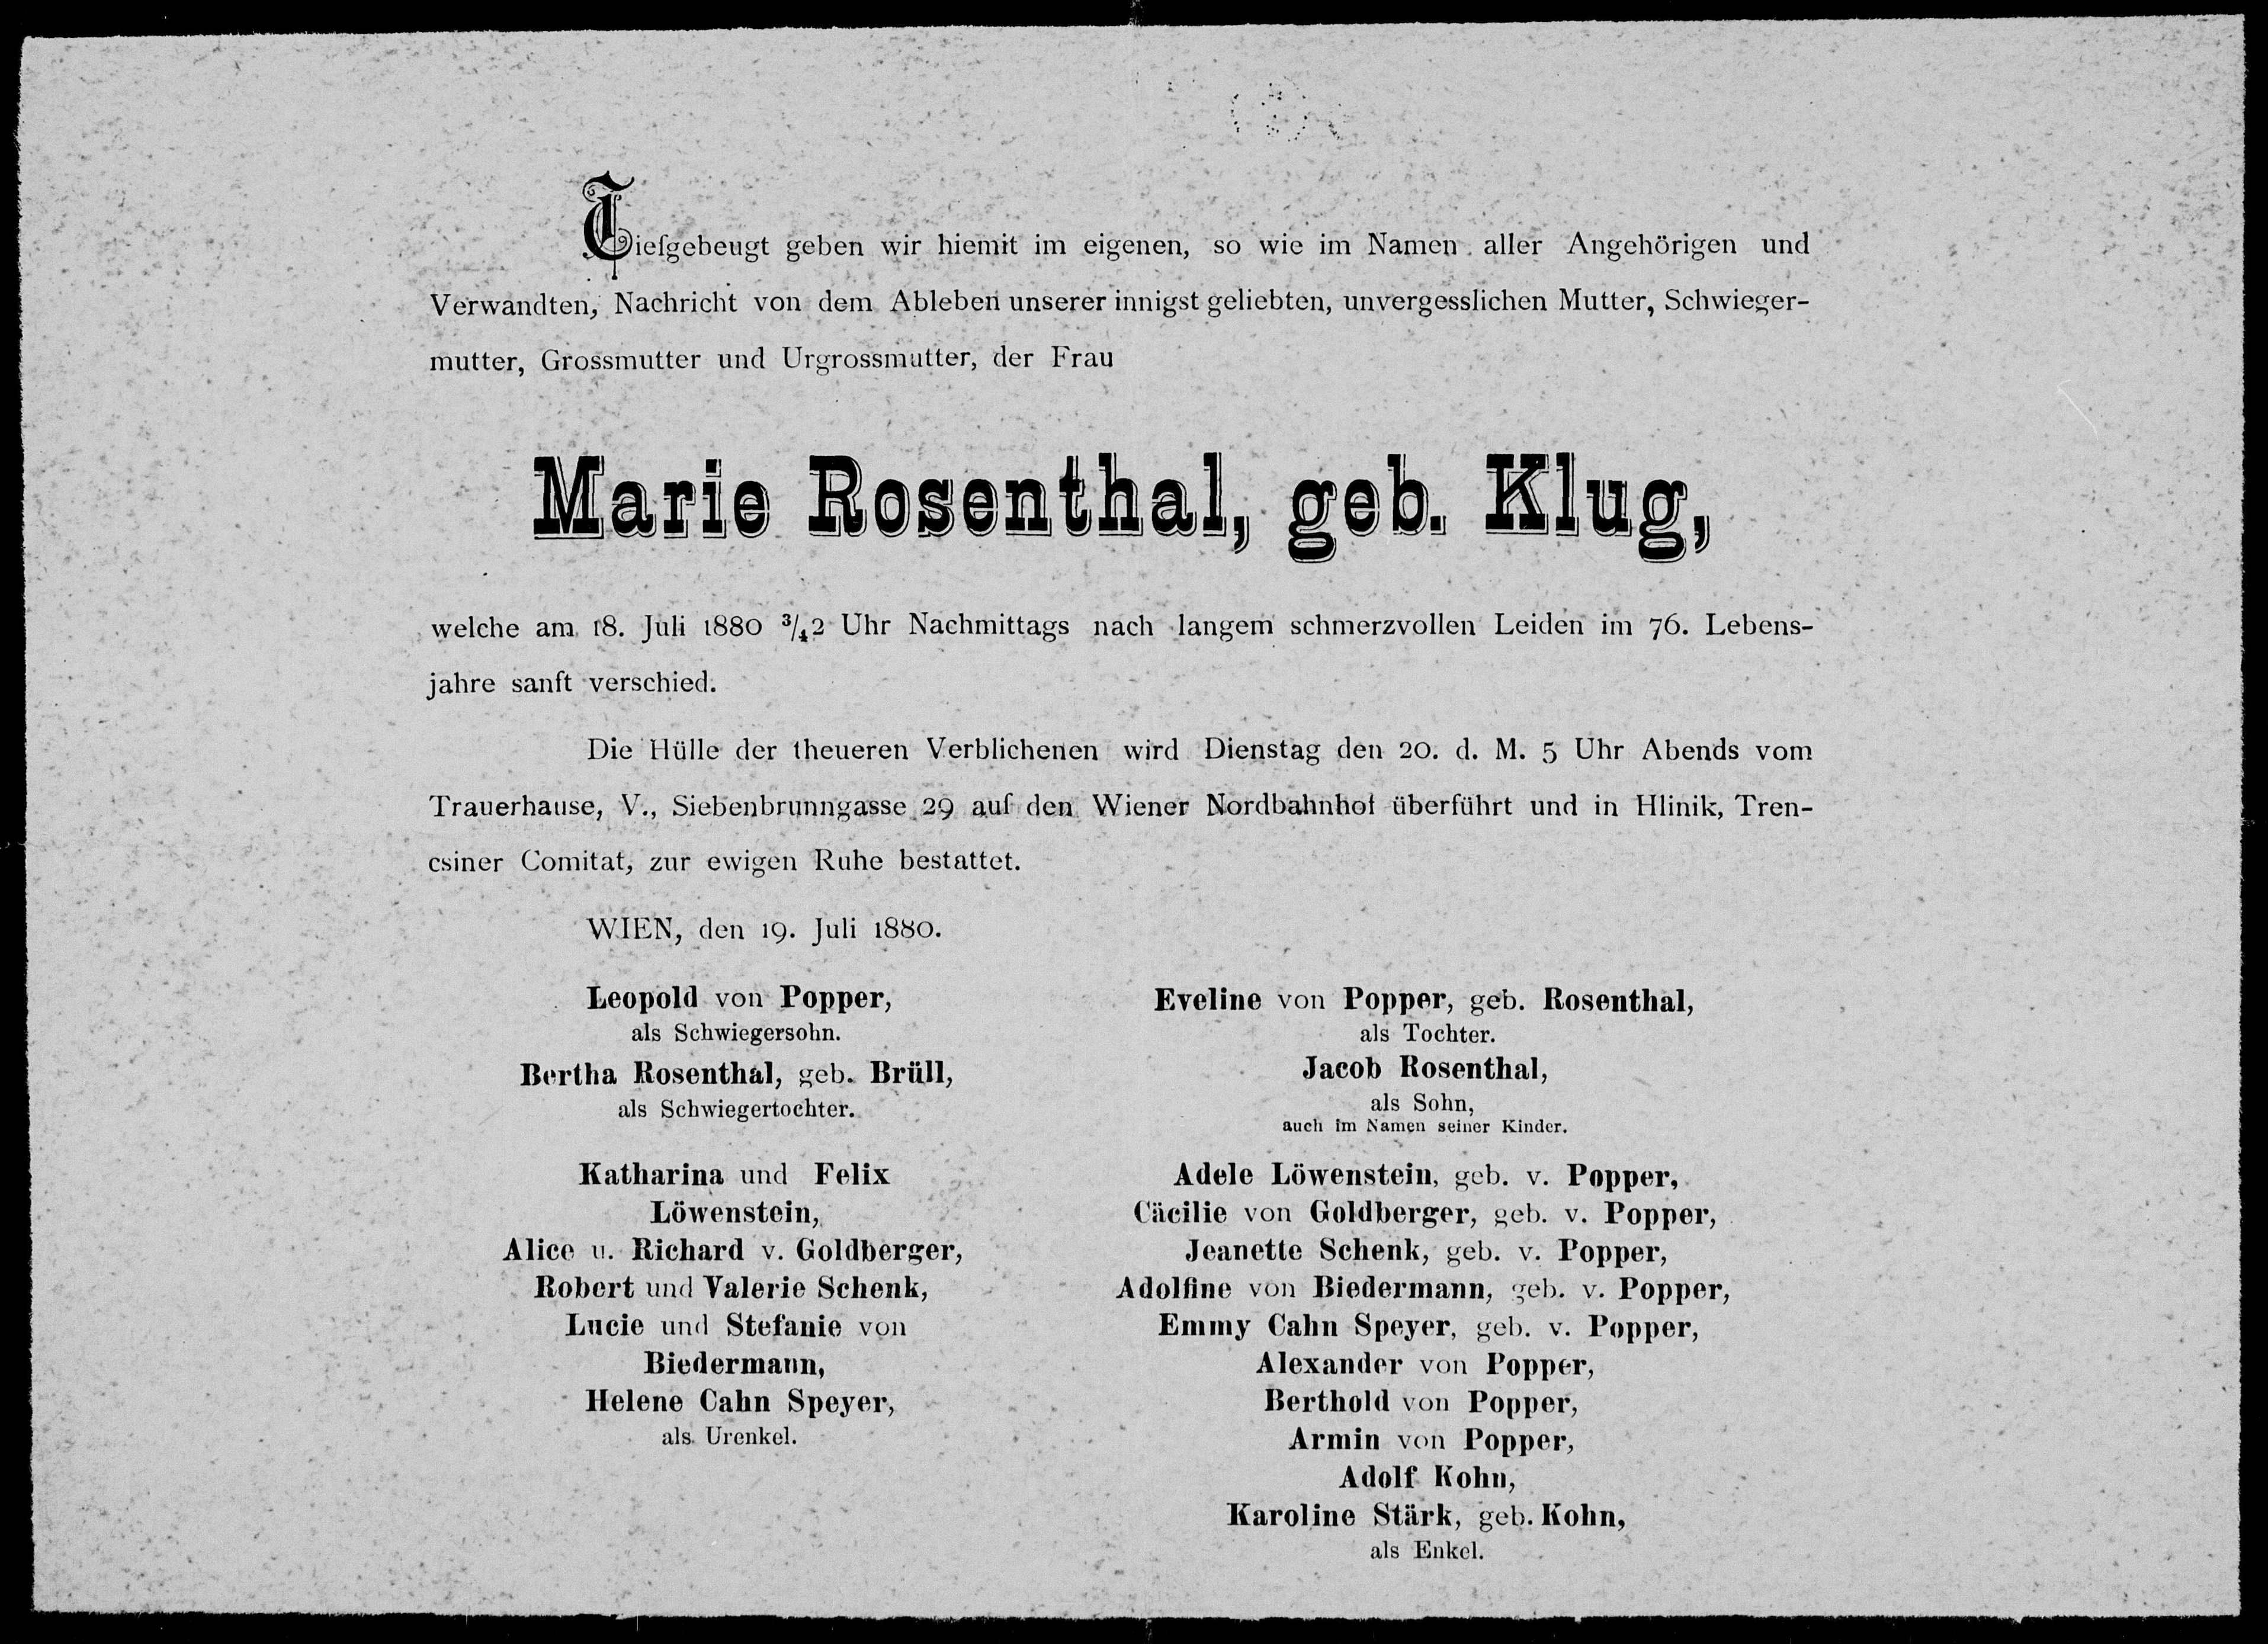 Tiefgebeugt geben wir hiemit im eigenen, so wie im Namen aller Angehörigen und
Verwandten, Nachricht von dem Ableben unserer innigst geliebten, unvergesslichen Mutter, Schwieger-
mutter, Grossmutter und Urgrossmutter, der Frau
Marie Rosenthal, geb. Klug,
welche am 18. Juli 1880 ¾2 Uhr Nachmittags nach langem schmerzvollen Leiden im 76. Lebens-
jahre sanft verschied.
Die Hülle der theueren Verblichenen wird Dienstag den 20. d. M. 5 Uhr Abends vom
Trauerhause, V., Siebenbrunngasse 29 auf den Wiener Nordbahnhof überführt und in Hlinik, Tren-
csiner Comitat, zur ewigen Ruhe bestattet.
WIEN, den 19. Juli 1880.
Leopold von Popper,
als Schwiegersohn.
Bertha Rosenthal, geb. Brüll,
als Schwiegertochter.
Katharina und Felix
Löwenstein,
Alice u. Richard v. Goldberger,
Robert und Valerie Schenk,
Lucie und Stefanie von
Biedermann,
Helene Cahn Speyer,
als Urenkel.
Eveline von Popper, geb. Rosenthal,
als Tochter.
Jacob Rosenthal,
als Sohn,
auch im Namen seiner Kinder.
Adele Löwenstein, geb. v. Popper,
Cäcilie von Goldberger, geb. v. Popper,
Jeanette Schenk, geb. v. Popper,
Adolfine von Biedermann, geb. v. Popper,
Emmy Cahn Speyer, geb. v. Popper,
Alexander von Popper,
Berthold von Popper,
Armin von Popper,
Adolf Kohn,
Karoline Stärk, geb. Kohn,
als Enkel.